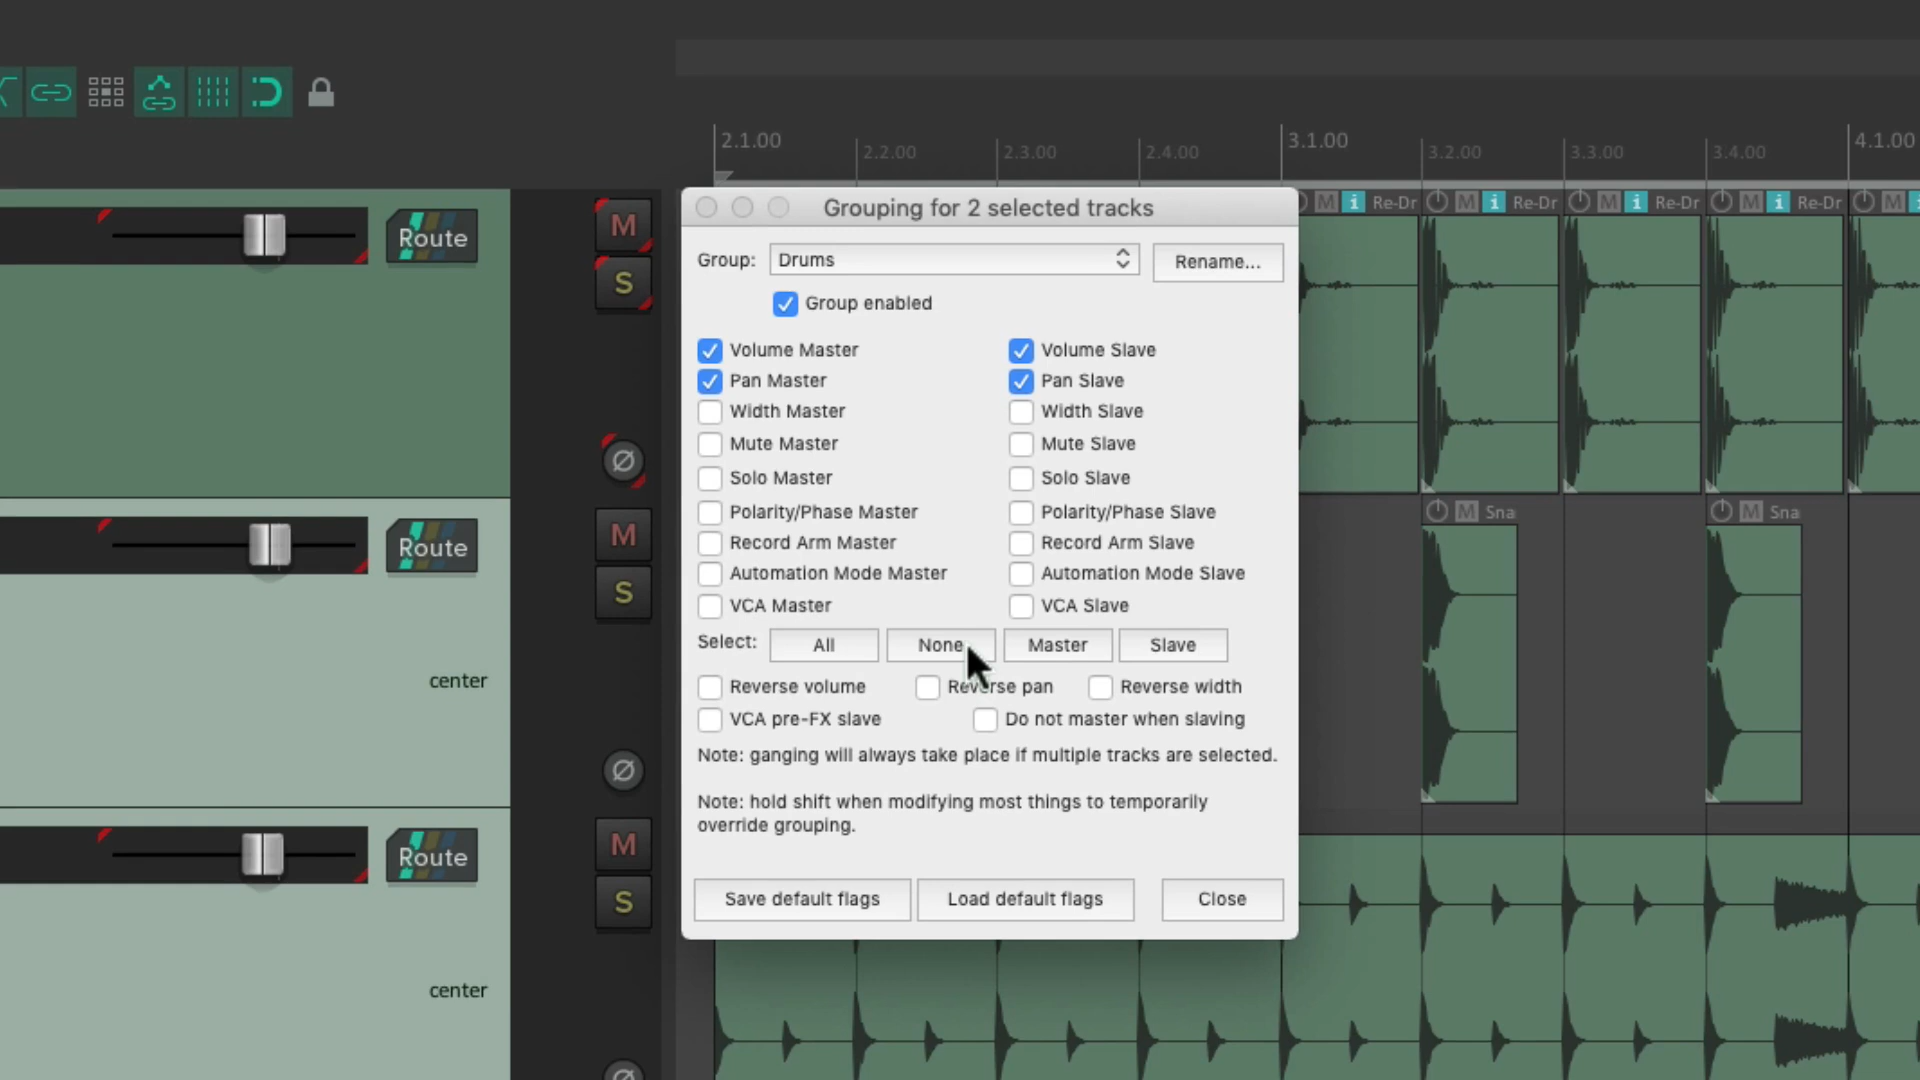 2.1.00
2.2.00
2.3.00
2.4.00
3.1.00
3.2.00
3.3.00
3.4.00
4.1.00
Route
M
S
Grouping for 2 selected tracks
M i Re-Dr
M i Re-Dr
M i Re-Dr
M i Re-Dr
M
Group: Drums Rename...
Group enabled
Volume Master Volume Slave
Pan Master Pan Slave
Width Master Width Slave
Mute Master Mute Slave
Solo Master Solo Slave
Polarity/Phase Master Polarity/Phase Slave
Record Arm Master Record Arm Slave
Automation Mode Master Automation Mode Slave
VCA Master VCA Slave
Select: All None Master Slave
Reverse volume Reverse pan Reverse width
VCA pre-FX slave Do not master when slaving
Note: ganging will always take place if multiple tracks are selected.
Note: hold shift when modifying most things to temporarily
override grouping.
Save default flags Load default flags Close
Route
M
S
center
M Sna
M Sna
Route
M
S
center